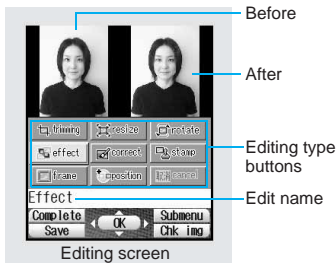 Before
After
trimming resize rotate
effect correct stamp
frame position cancel
Editing type
buttons
Effect
Edit name
Complete Submenu
OK
Save Chk img
Editing screen